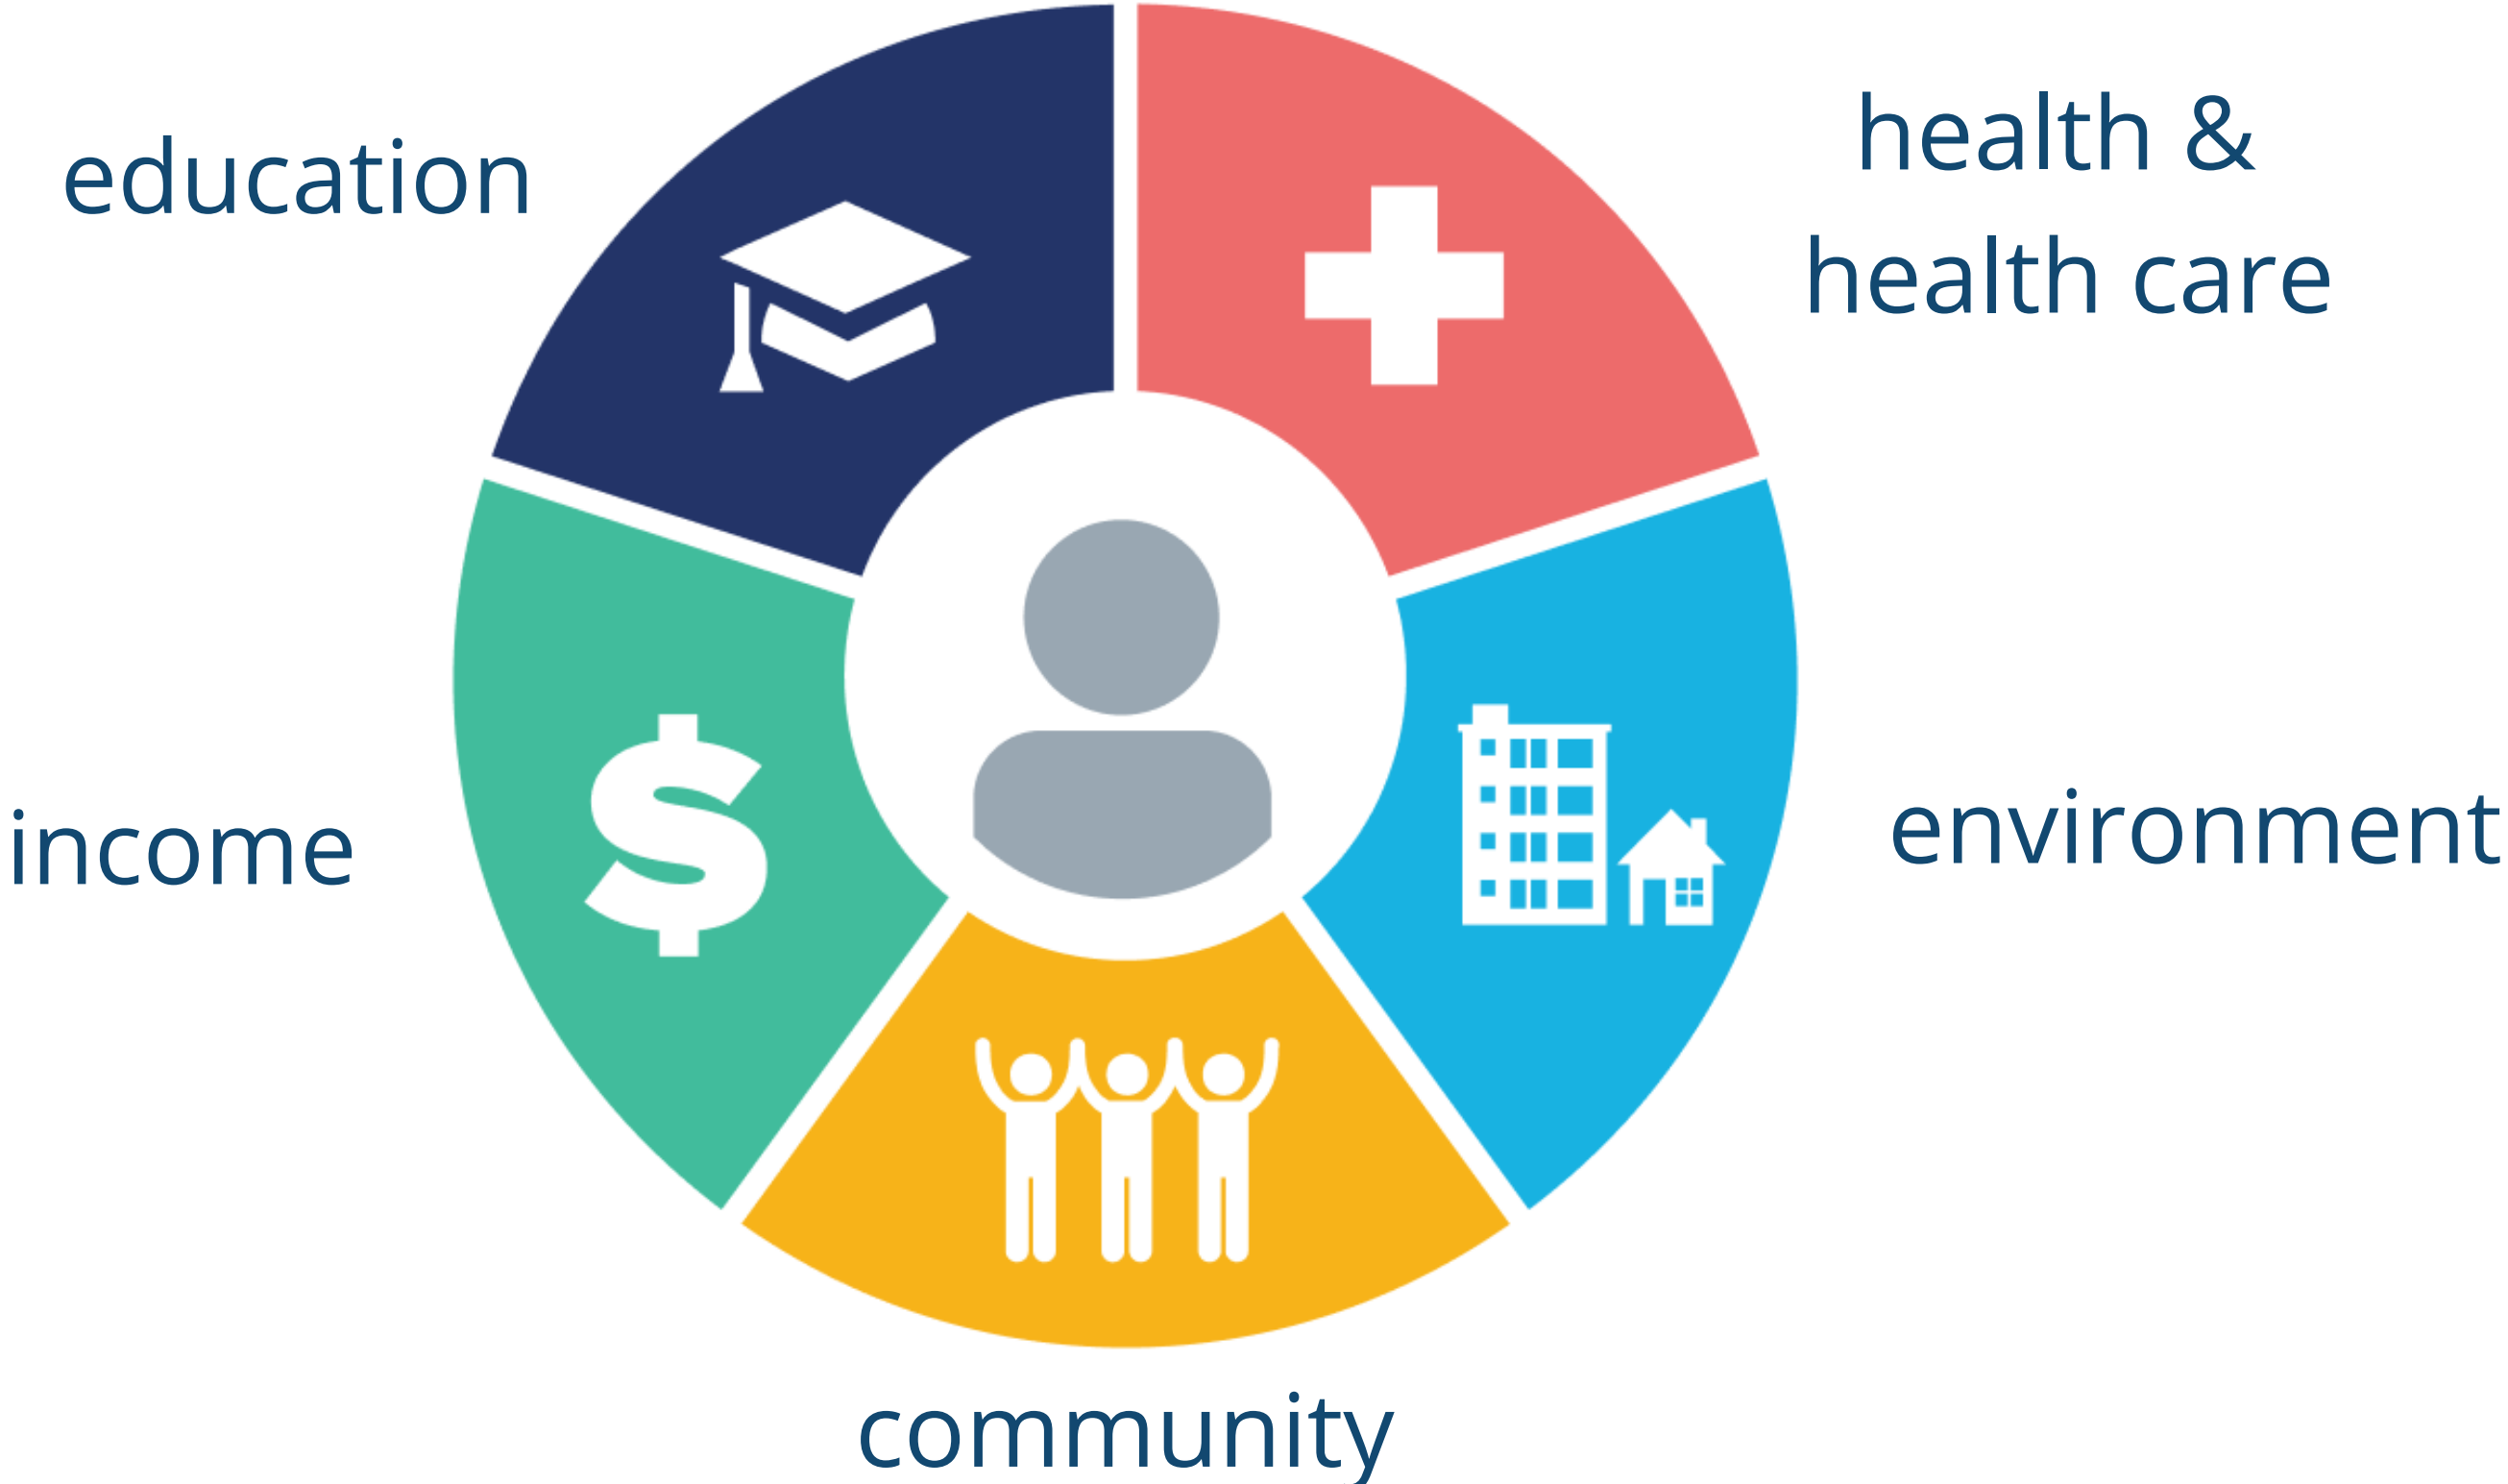 education
health &
health care
income
environment
community